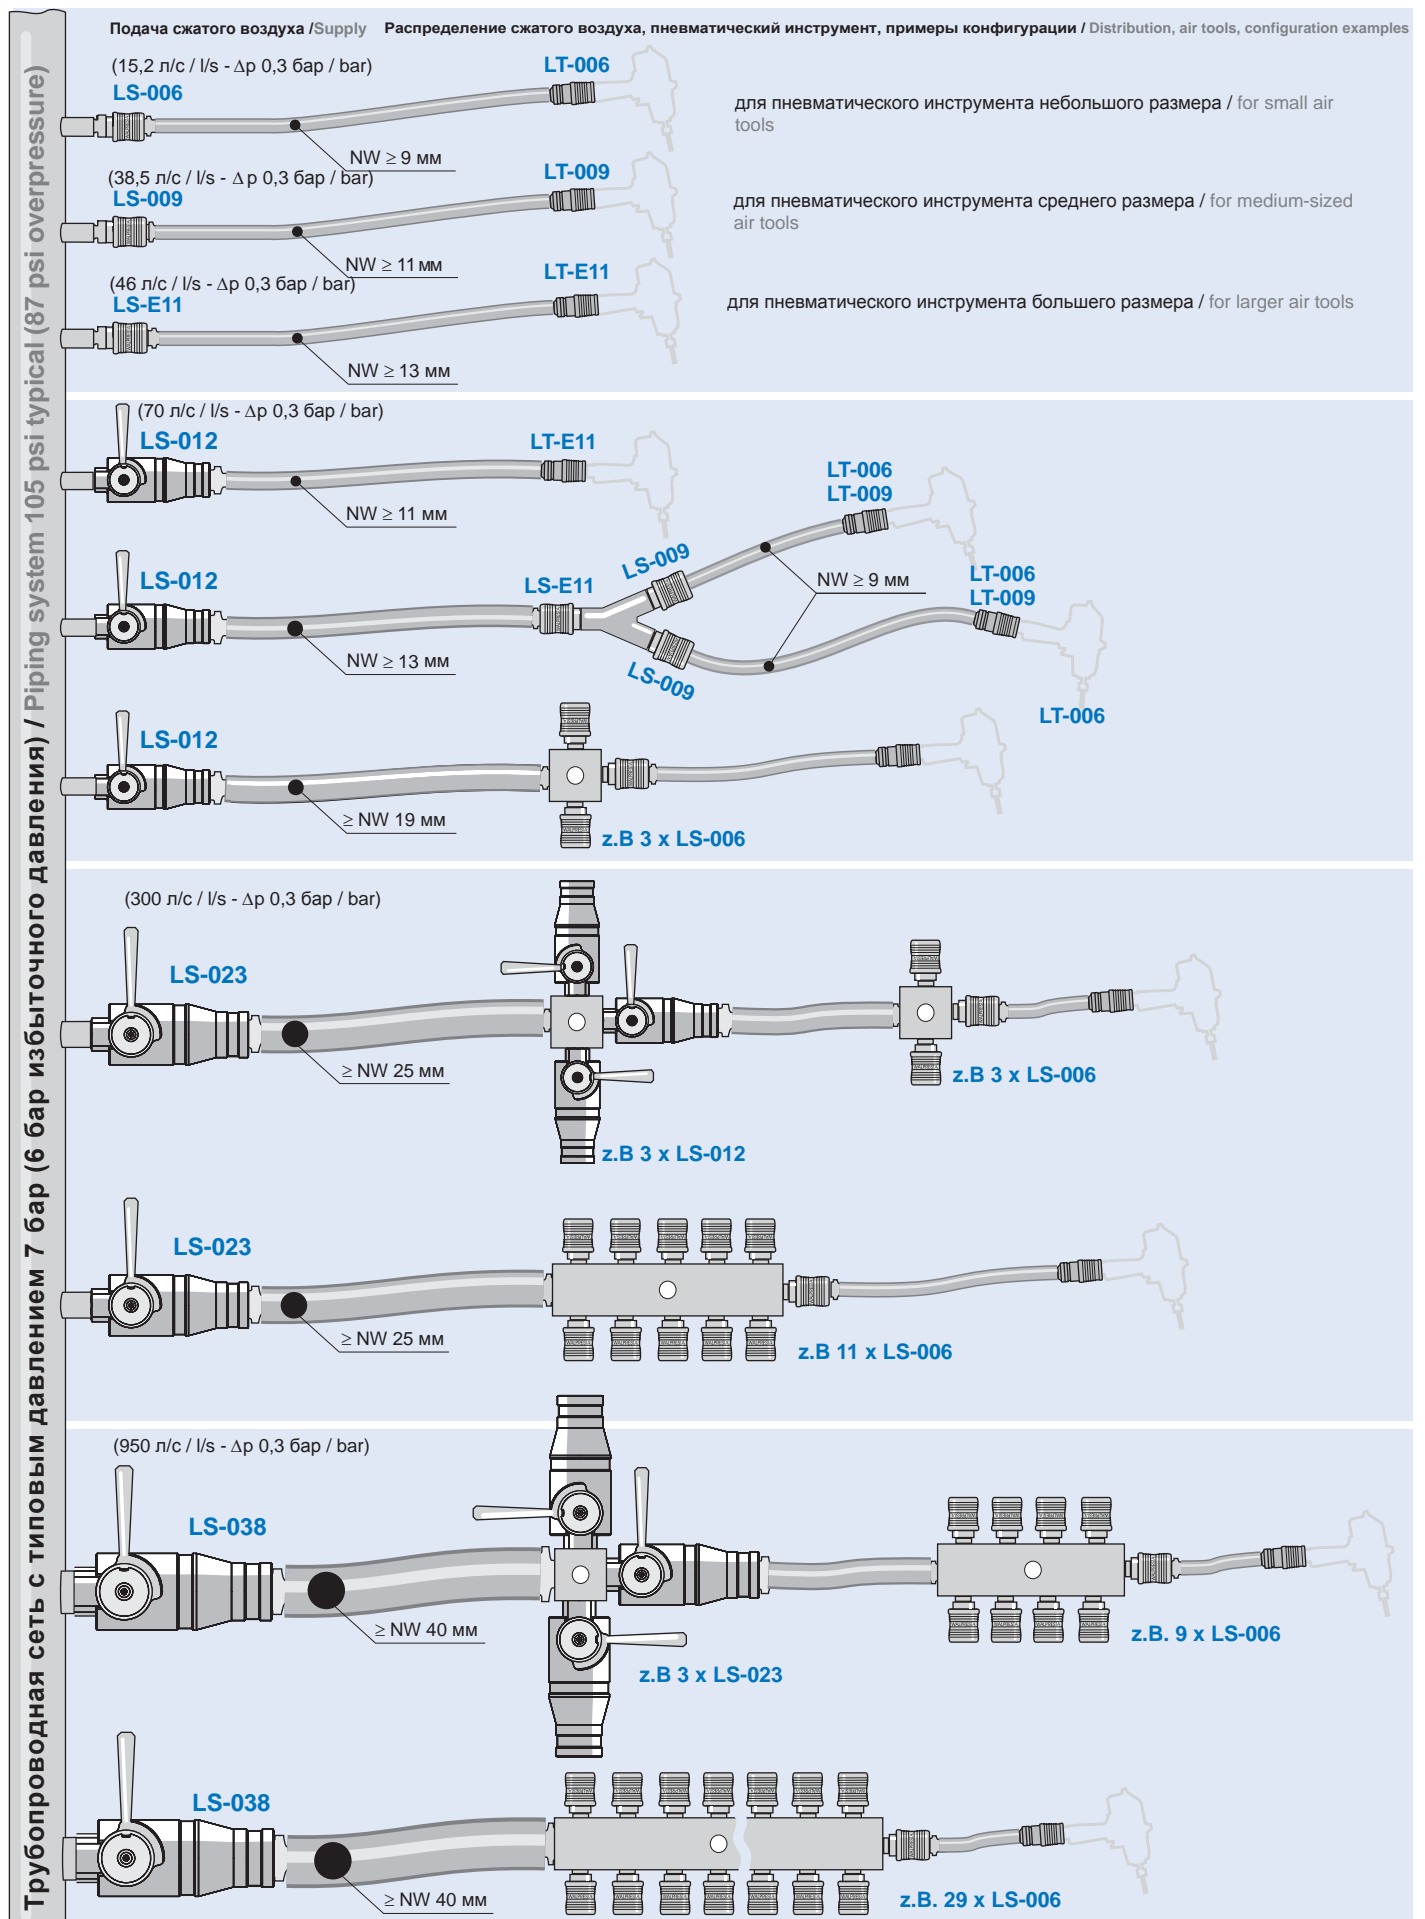 Подача сжатого воздуха /Supply Распределение сжатого воздуха, пневматический инструмент, примеры конфигурации / Distribution, air tools, configuration examples
Трубопроводная сеть с типовым давлением 7 бар (6 бар избыточного давления) / Piping system 105 psi typical (87 psi overpressure)
(15,2 л/с / l/s - Δp 0,3 бар / bar)
LS-006
LT-006
NW ≥ 9 мм
для пневматического инструмента небольшого размера / for small air
tools
(38,5 л/с / l/s - Δp 0,3 бар / bar)
LS-009
LT-009
NW ≥ 11 мм
для пневматического инструмента среднего размера / for medium-sized
air tools
(46 л/с / l/s - Δp 0,3 бар / bar)
LS-E11
LT-E11
NW ≥ 13 мм
для пневматического инструмента большего размера / for larger air tools
(70 л/с / l/s - Δp 0,3 бар / bar)
LS-012
LT-E11
NW ≥ 11 мм
LT-006
LT-009
LS-012
LS-E11
LS-009
NW ≥ 9 мм
LT-006
LT-009
NW ≥ 13 мм
LS-009
LT-006
LS-012
≥ NW 19 мм
z.B 3 x LS-006
(300 л/с / l/s - Δp 0,3 бар / bar)
LS-023
≥ NW 25 мм
z.B 3 x LS-006
z.B 3 x LS-012
LS-023
≥ NW 25 мм
z.B 11 x LS-006
(950 л/с / l/s - Δp 0,3 бар / bar)
LS-038
≥ NW 40 мм
z.B. 9 x LS-006
z.B 3 x LS-023
LS-038
≥ NW 40 мм
z.B. 29 x LS-006